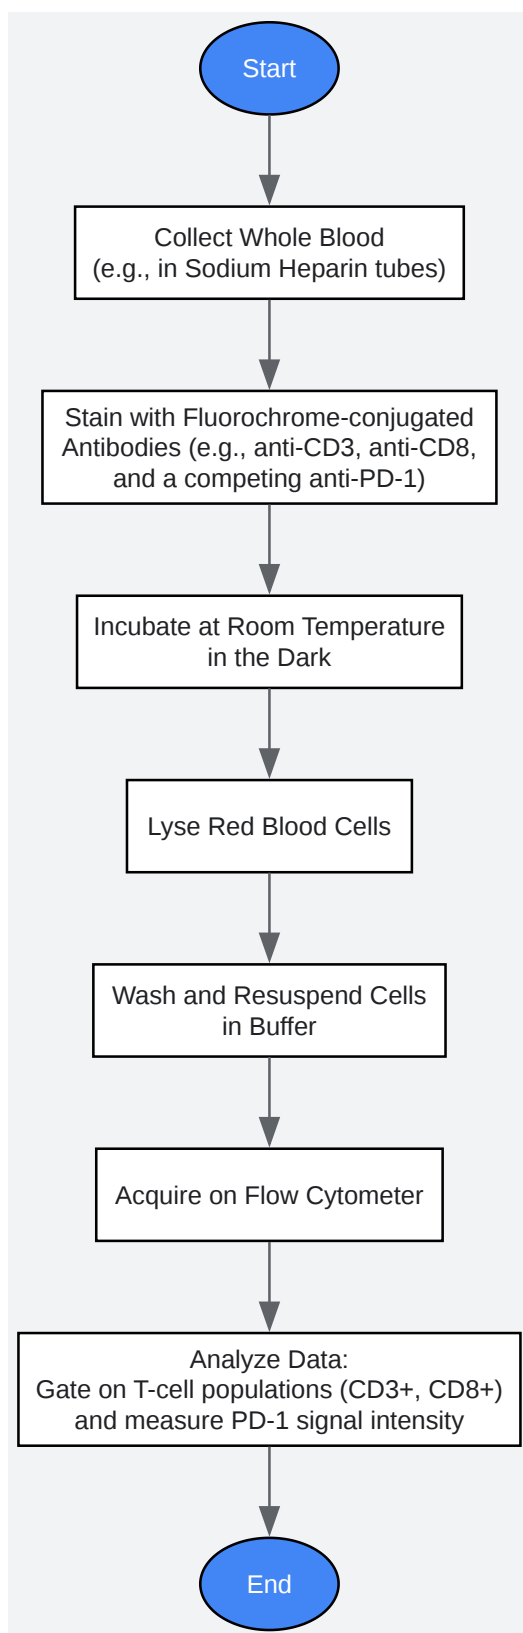 Start
Collect Whole Blood
(e.g., in Sodium Heparin tubes)
Stain with Fluorochrome-conjugated
Antibodies (e.g., anti-CD3, anti-CD8,
and a competing anti-PD-1)
Incubate at Room Temperature
in the Dark
Lyse Red Blood Cells
Wash and Resuspend Cells
in Buffer
Acquire on Flow Cytometer
Analyze Data:
Gate on T-cell populations (CD3+, CD8+)
and measure PD-1 signal intensity
End